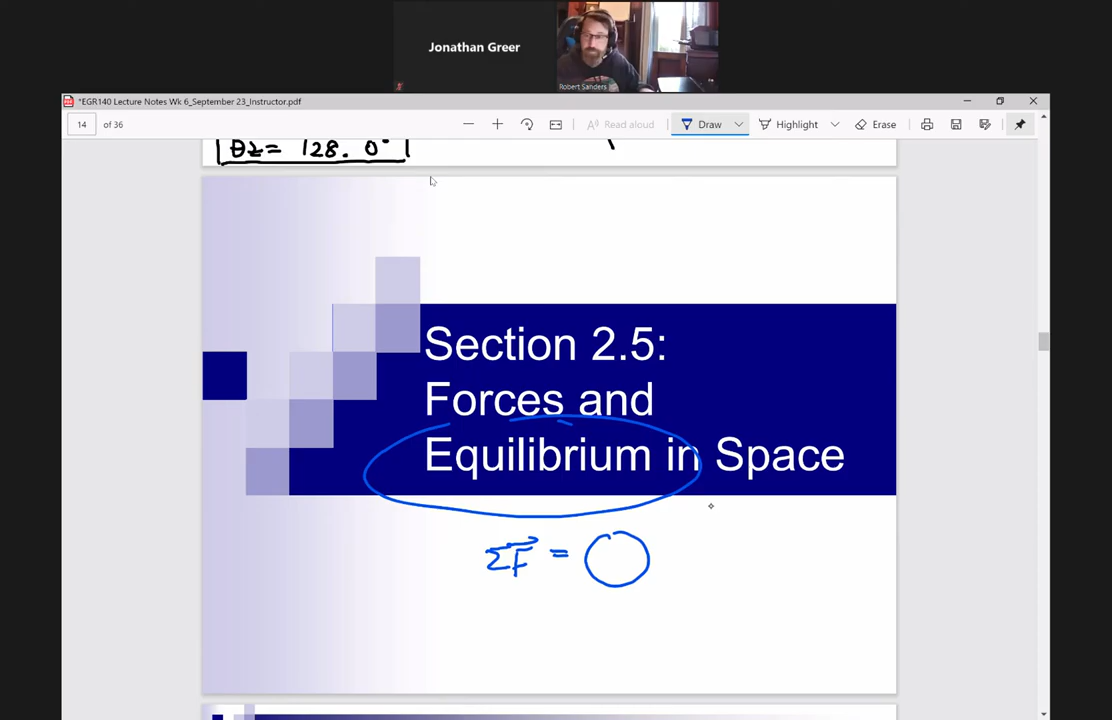 Jonathan Greer
Robert Sanders
*EGR140 Lecture Notes Wk 6_September 23_Instructor.pdf
14 of 36
Read aloud
Draw
Highlight
Erase
θ2= 128.0°
Section 2.5:
Forces and
Equilibrium in Space
ΣF⃗ = 0